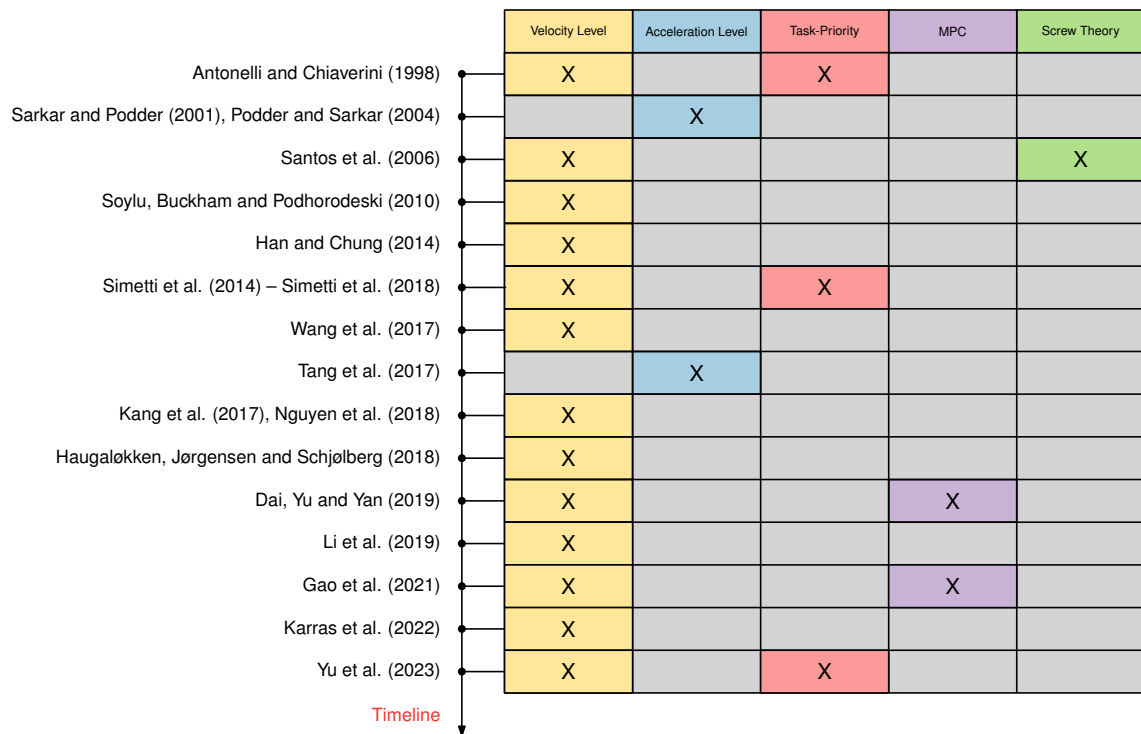 Velocity Level Acceleration Level Task-Priority MPC Screw Theory
Antonelli and Chiaverini (1998) X X
Sarkar and Podder (2001), Podder and Sarkar (2004) X
Santos et al. (2006) X X
Soylu, Buckham and Podhorodeski (2010) X
Han and Chung (2014) X
Simetti et al. (2014) – Simetti et al. (2018) X X
Wang et al. (2017) X
Tang et al. (2017) X
Kang et al. (2017), Nguyen et al. (2018) X
Haugaløkken, Jørgensen and Schjølberg (2018) X
Dai, Yu and Yan (2019) X X
Li et al. (2019) X
Gao et al. (2021) X X
Karras et al. (2022) X
Yu et al. (2023) X X
Timeline